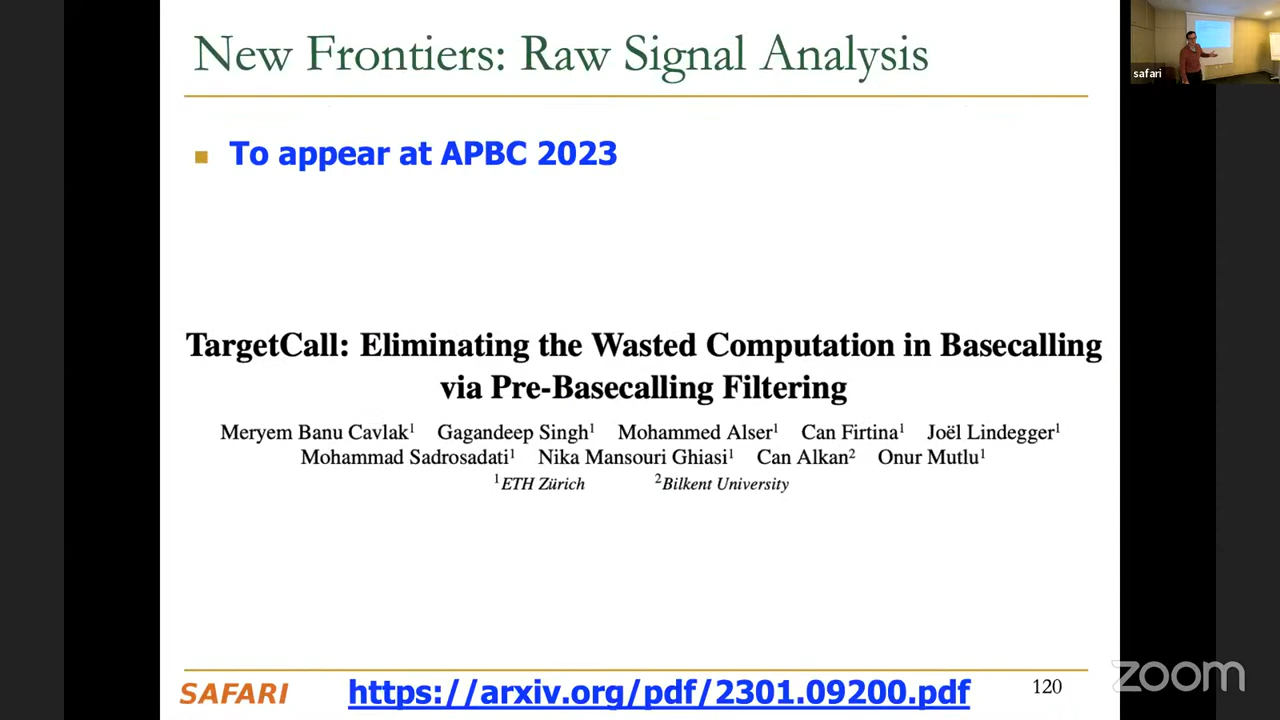 New Frontiers: Raw Signal Analysis
safari
To appear at APBC 2023
TargetCall: Eliminating the Wasted Computation in Basecalling
via Pre-Basecalling Filtering
Meryem Banu Cavlak¹ Gagandeep Singh¹ Mohammed Alser¹ Can Firtina¹ Joël Lindegger¹
Mohammad Sadrosadati¹ Nika Mansouri Ghiasi¹ Can Alkan² Onur Mutlu¹
¹ETH Zürich ²Bilkent University
SAFARI https://arxiv.org/pdf/2301.09200.pdf 120
zoom